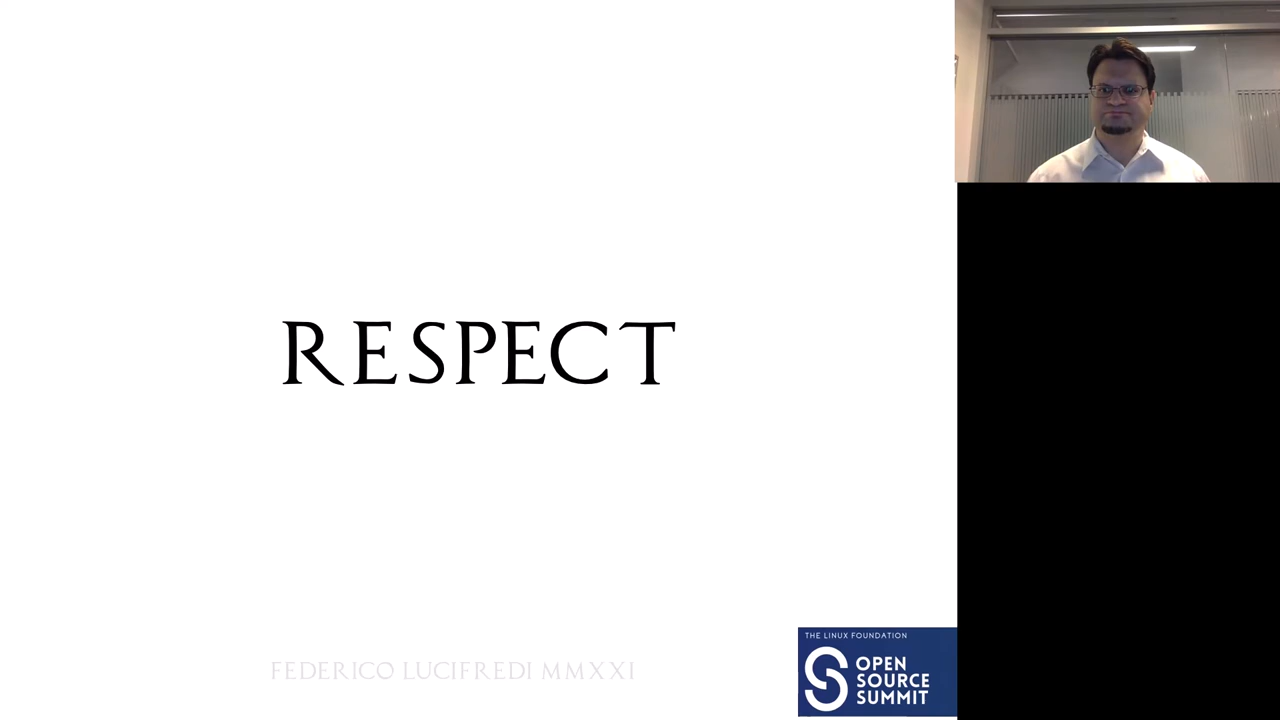 RESPECT
FEDERICO LUCIFREDI MMXXI
THE LINUX FOUNDATION
OPEN
SOURCE
SUMMIT